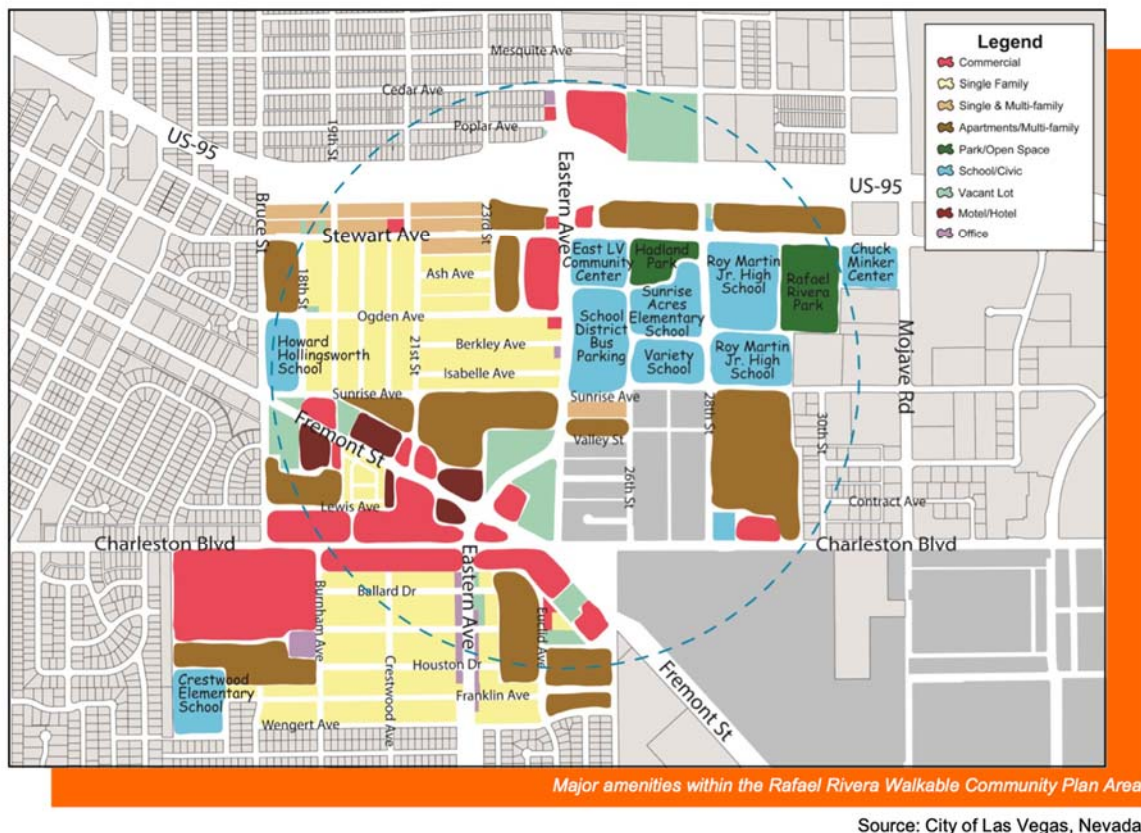 Mesquite Ave
Cedar Ave
Poplar Ave
19th St
US-95
Eastern Ave
US-95
Bruce St
23rd St
Stewart Ave
18th St
Ash Ave
Ogden Ave
21st St
Berkley Ave
Isabelle Ave
Sunrise Ave
Howard
Hollingsworth
School
East LV
Community
Center
Hadland
Park
Roy Martin
Jr. High
School
Rafael
Rivera
Park
Chuck
Minker
Center
School
District
Bus
Parking
Sunrise
Acres
Elementary
School
Variety
School
Roy Martin
Jr. High
School
Mojave Rd
Sunrise Ave
Valley St
26th St
28th St
30th St
Contract Ave
Fremont St
Lewis Ave
Charleston Blvd
Charleston Blvd
Eastern Ave
Ballard Dr
Burnham Ave
Euclid Ave
Houston Dr
Crestwood Ave
Franklin Ave
Crestwood
Elementary
School
Wengert Ave
Fremont St
Legend
Commercial
Single Family
Single & Multi-family
Apartments/Multi-family
Park/Open Space
School/Civic
Vacant Lot
Motel/Hotel
Office
Major amenities within the Rafael Rivera Walkable Community Plan Area
Source: City of Las Vegas, Nevada